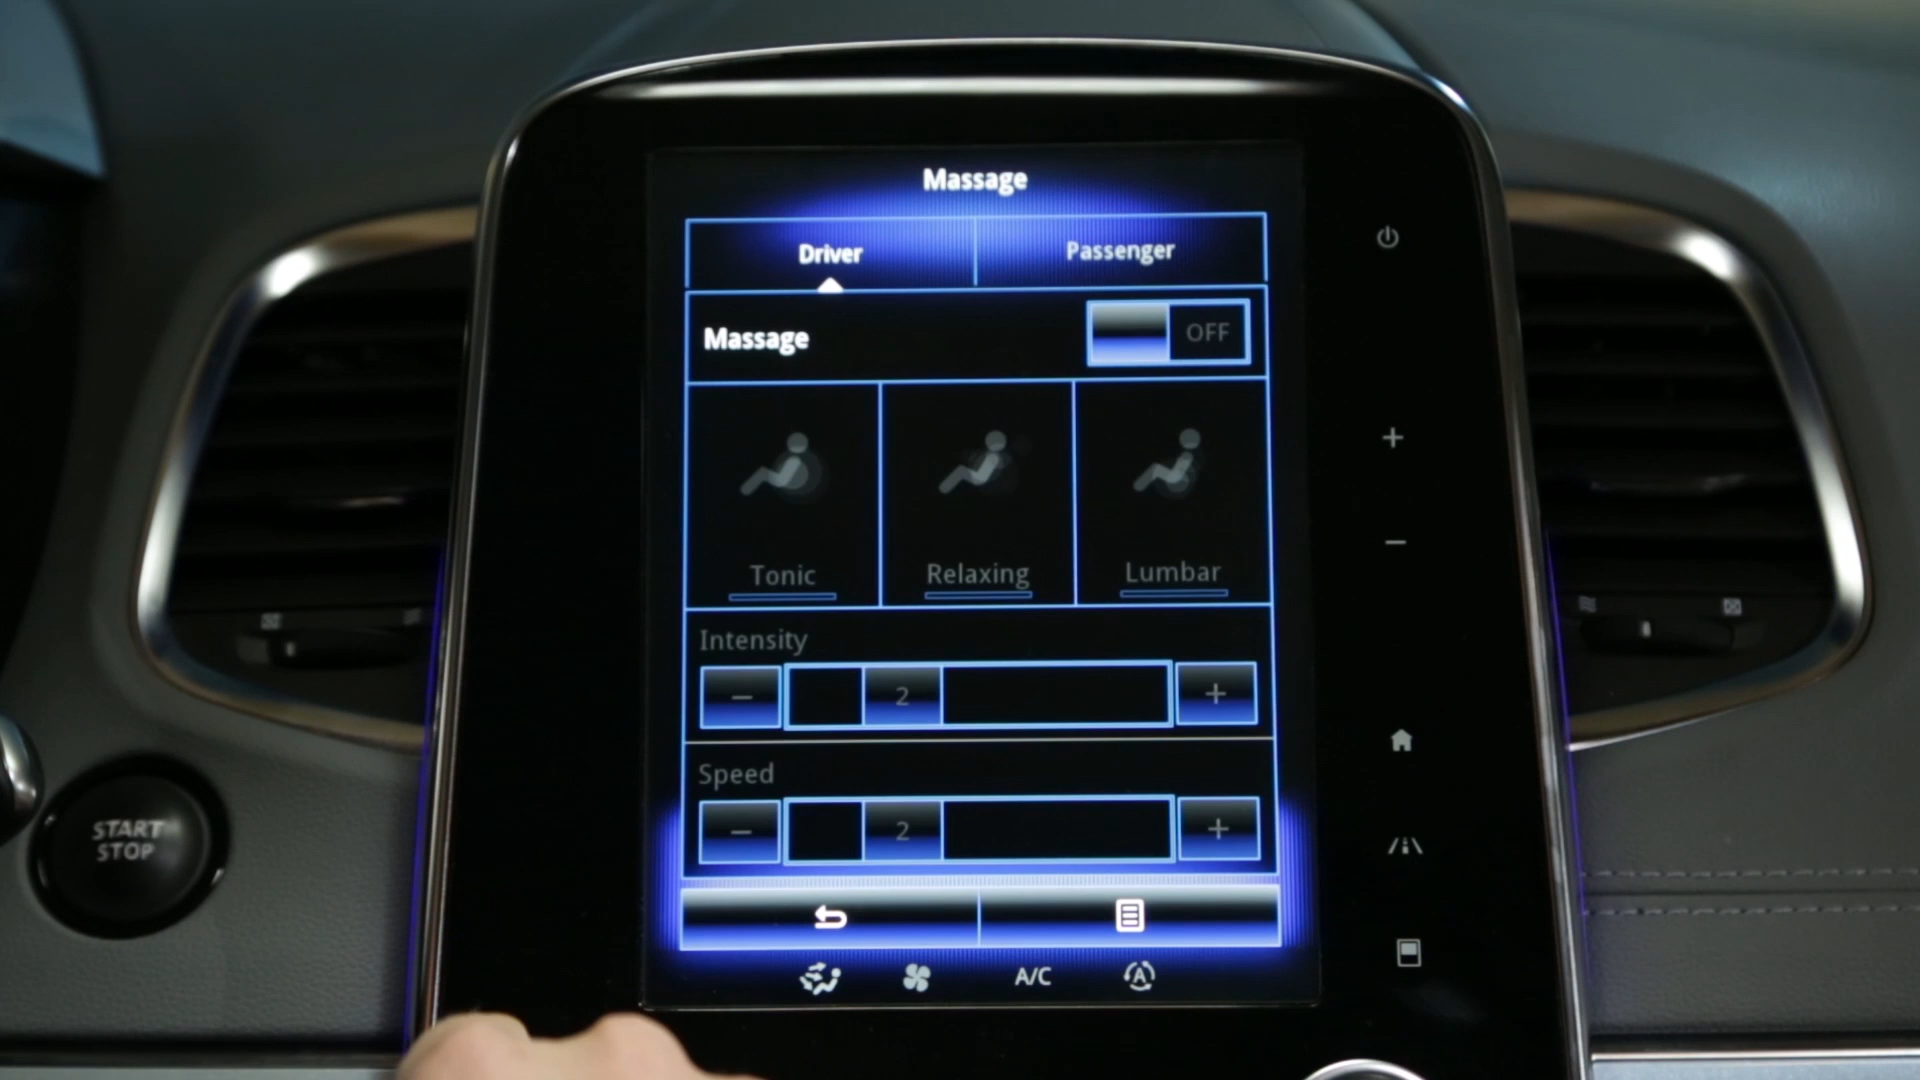 Massage
Driver
Passenger
Massage
OFF
Tonic
Relaxing
Lumbar
Intensity
− 2 +
Speed
− 2 +
A/C
A
START
STOP